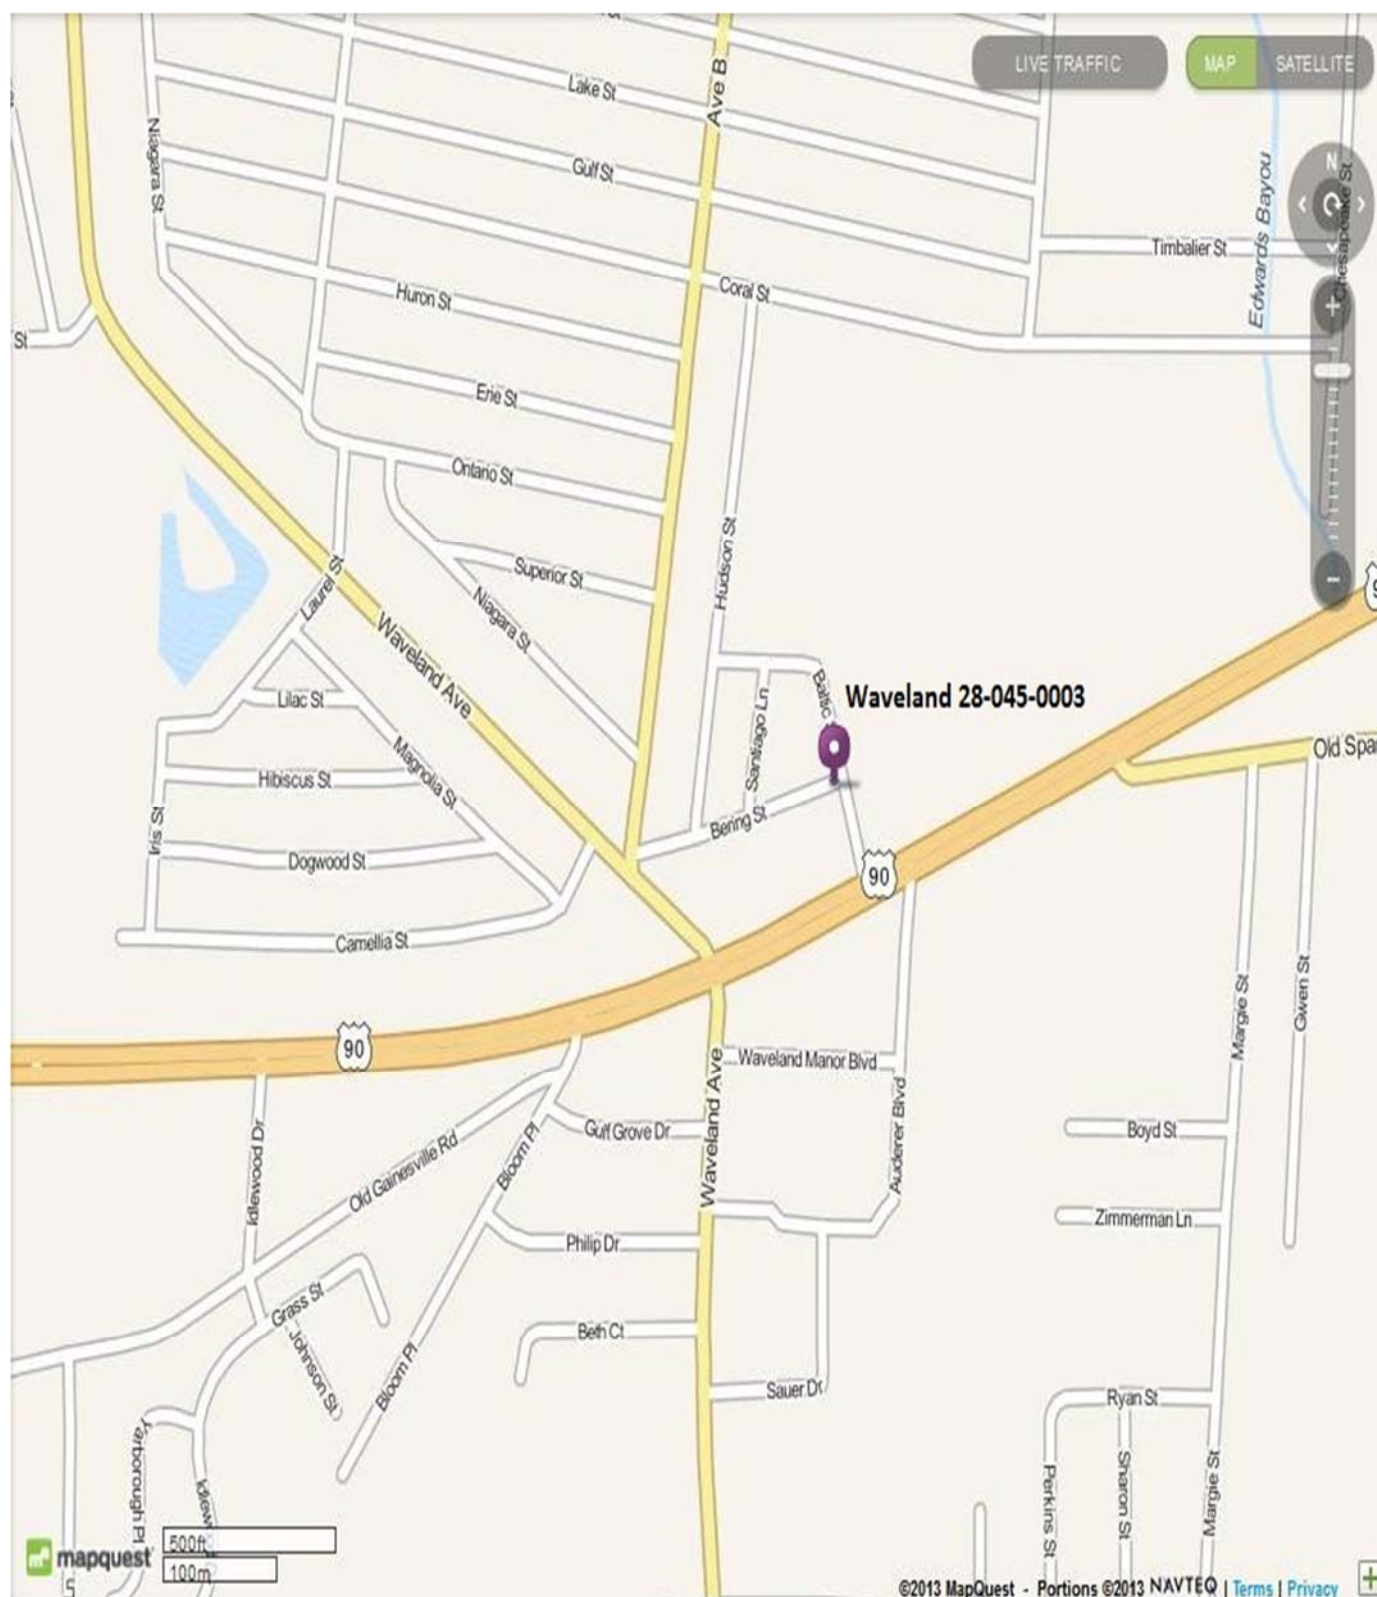 LIVE TRAFFIC
MAP
SATELLITE
Ave B
Lake St
Niagara St
Gulf St
N
Edwards Bayou
Chesapeake St
Timbalier St
Huron St
Coral St
St
Erie St
Ontario St
Hudson St
Superior St
Laurel St
Niagara St
Waveland Ave
Baltic
Waveland 28-045-0003
Lilac St
Santiago Ln
Old Spa
Magnolia St
Hibiscus St
Bering St
Iris St
Dogwood St
90
Camellia St
Margie St
Gwen St
90
Waveland Manor Blvd
Waveland Ave
Auderer Blvd
Boyd St
Gulf Grove Dr
Idlewood Dr
Old Gainesville Rd
Bloom Pl
Zimmerman Ln
Philip Dr
Grass St
Beth Ct
Johnson St
Bloom Pl
Sauer Dr
Ryan St
Yarborough Pl
Idlew
Perkins St
Sharon St
Margie St
500ft
mapquest
100m
©2013 MapQuest - Portions ©2013 NAVTEQ | Terms | Privacy